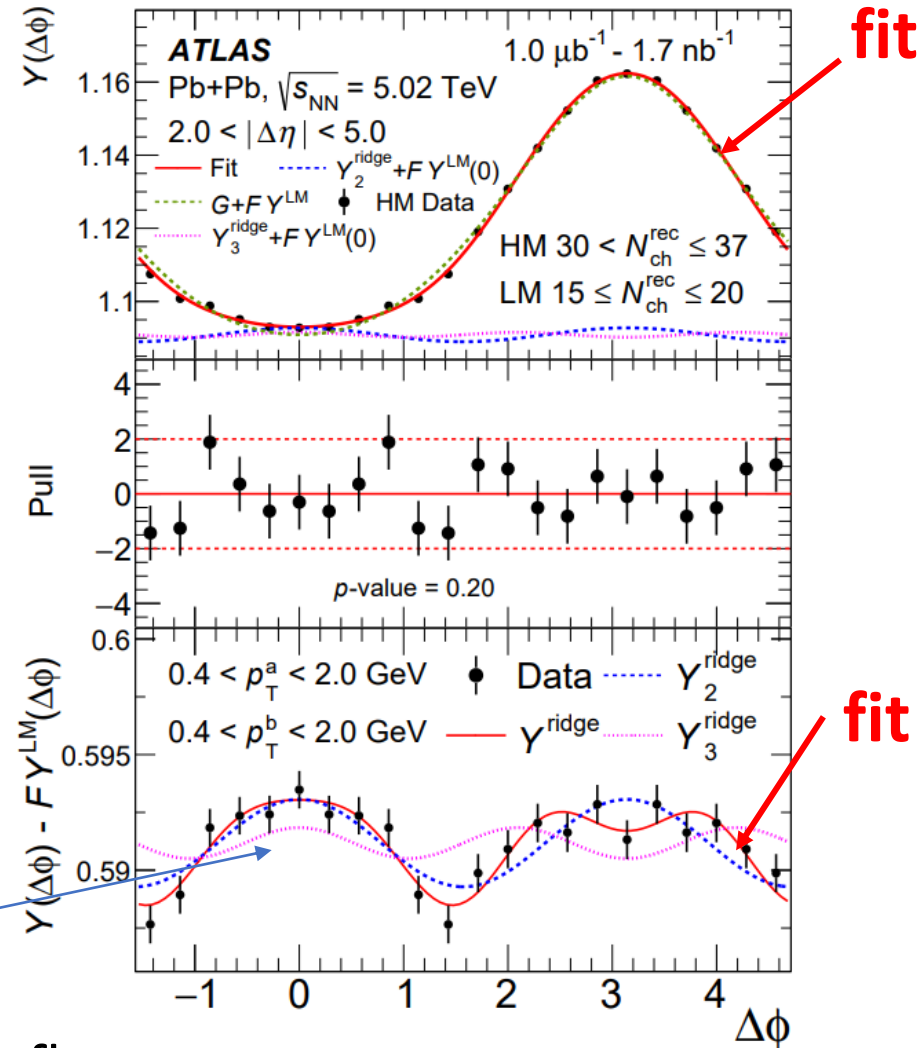 fit
Y(Δφ)
ATLAS 1.0 μb⁻¹ - 1.7 nb⁻¹
Pb+Pb, √s_NN = 5.02 TeV
2.0 < |Δη| < 5.0
Fit Y₂^ridge+F Y^LM(0)
G+F Y^LM HM Data
Y₃^ridge+F Y^LM(0)
HM 30 < N_ch^rec ≤ 37
LM 15 ≤ N_ch^rec ≤ 20
1.16
1.14
1.12
1.1
Pull
4
2
0
−2
−4
p-value = 0.20
Y(Δφ) - F Y^LM(Δφ)
0.6
0.595
0.59
0.4 < p_T^a < 2.0 GeV Data Y₂^ridge
0.4 < p_T^b < 2.0 GeV Y^ridge Y₃^ridge
fit
−1 0 1 2 3 4
Δφ